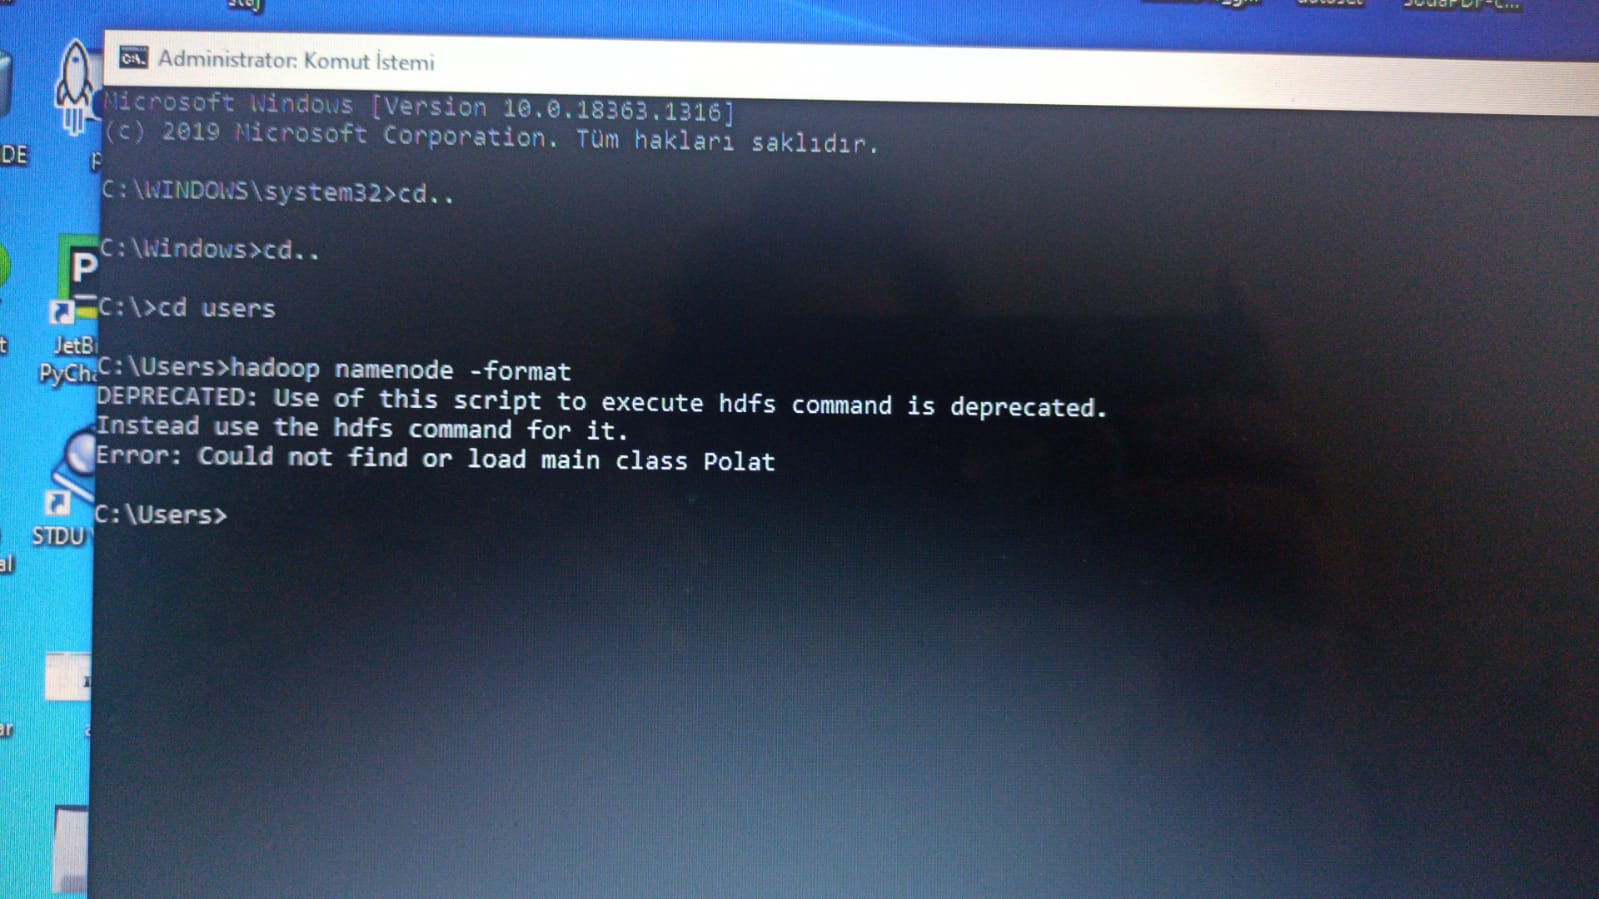 staj
Administrator: Komut İstemi
Microsoft Windows [Version 10.0.18363.1316]
(c) 2019 Microsoft Corporation. Tüm hakları saklıdır.
C:\WINDOWS\system32>cd..
C:\Windows>cd..
C:\>cd users
C:\Users>hadoop namenode -format
DEPRECATED: Use of this script to execute hdfs command is deprecated.
Instead use the hdfs command for it.
Error: Could not find or load main class Polat
C:\Users>
DE
P
JetB
PyCha
STDU